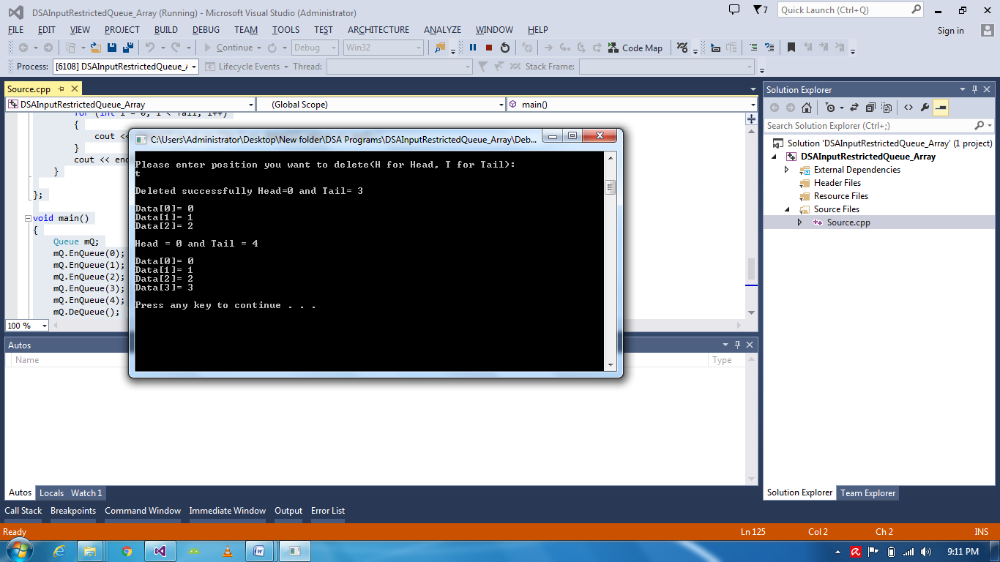 DSAInputRestrictedQueue_Array (Running) - Microsoft Visual Studio (Administrator)
7
Quick Launch (Ctrl+Q)
FILE EDIT VIEW PROJECT BUILD DEBUG TEAM TOOLS TEST ARCHITECTURE ANALYZE WINDOW HELP
Sign in
Continue Debug Win32 Code Map
Process: [6108] DSAInputRestrictedQueue_A Lifecycle Events Thread: Stack Frame:
Source.cpp
DSAInputRestrictedQueue_Array (Global Scope) main()
for (int i = 0; i < Tail; i++)
{
cout <<
}
cout << end
}
};
void main()
{
Queue mQ;
mQ.EnQueue(0);
mQ.EnQueue(1);
mQ.EnQueue(2);
mQ.EnQueue(3);
mQ.EnQueue(4);
mQ.DeQueue();
100 %
C:\Users\Administrator\Desktop\New folder\DSA Programs\DSAInputRestrictedQueue_Array\Deb...
Please enter position you want to delete(H for Head, T for Tail):
t
Deleted successfully Head=0 and Tail= 3
Data[0]= 0
Data[1]= 1
Data[2]= 2
Head = 0 and Tail = 4
Data[0]= 0
Data[1]= 1
Data[2]= 2
Data[3]= 3
Press any key to continue . . .
Solution Explorer
Search Solution Explorer (Ctrl+;)
Solution 'DSAInputRestrictedQueue_Array' (1 project)
DSAInputRestrictedQueue_Array
External Dependencies
Header Files
Resource Files
Source Files
Source.cpp
Autos
Name Type
Autos Locals Watch 1
Solution Explorer Team Explorer
Call Stack Breakpoints Command Window Immediate Window Output Error List
Ready Ln 125 Col 2 Ch 2 INS
9:11 PM